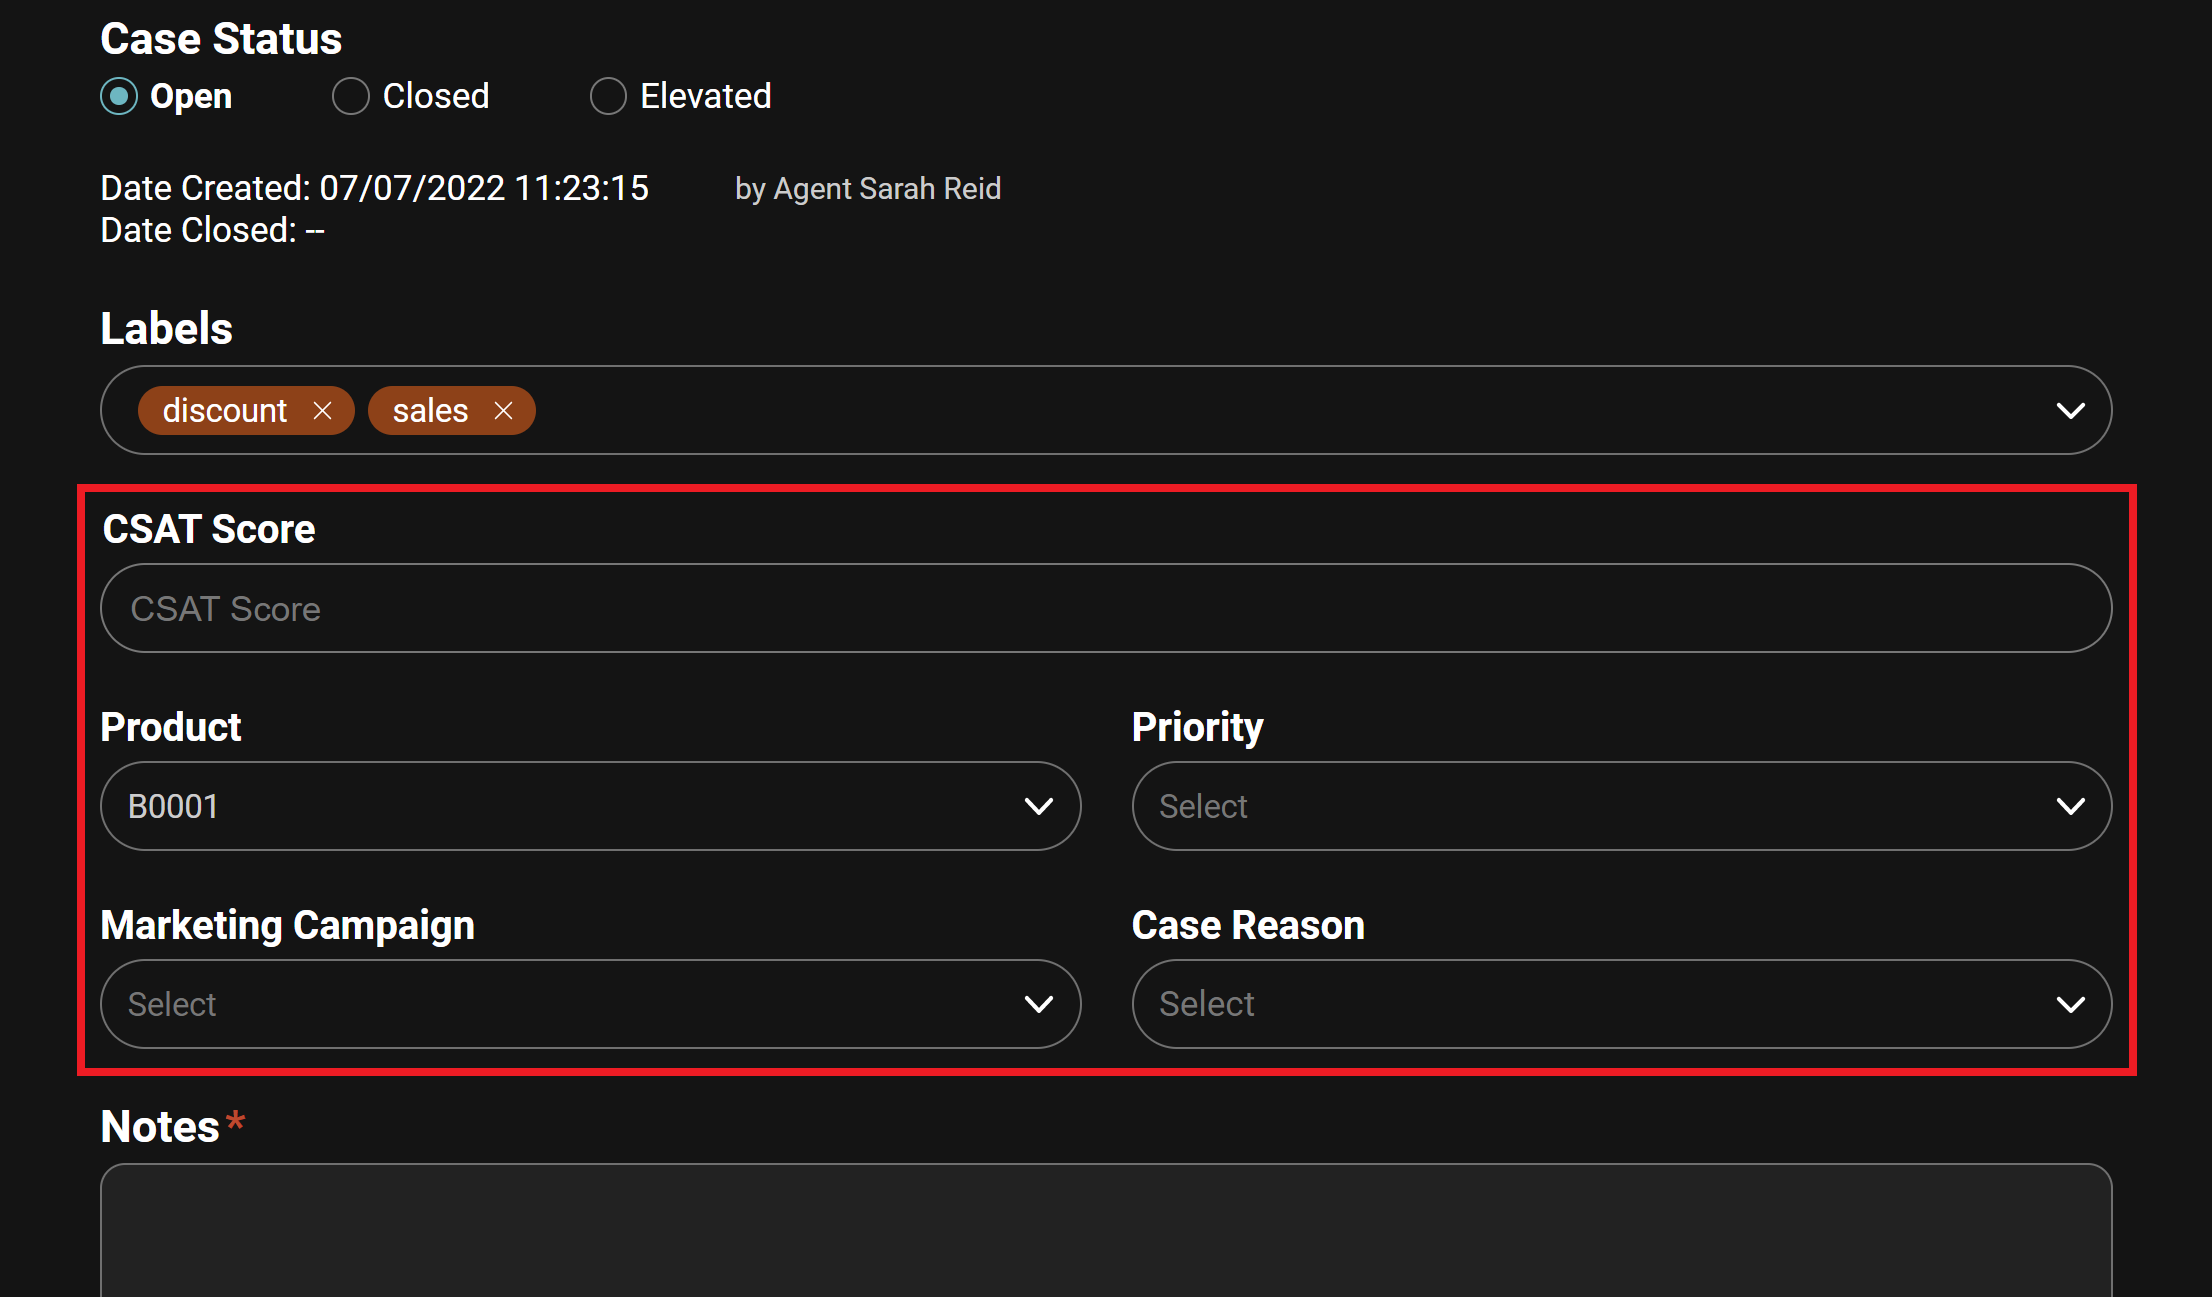 Case Status
Open Closed Elevated
Date Created: 07/07/2022 11:23:15 by Agent Sarah Reid
Date Closed: --
Labels
discount sales
CSAT Score
CSAT Score
Product Priority
B0001 Select
Marketing Campaign Case Reason
Select Select
Notes*